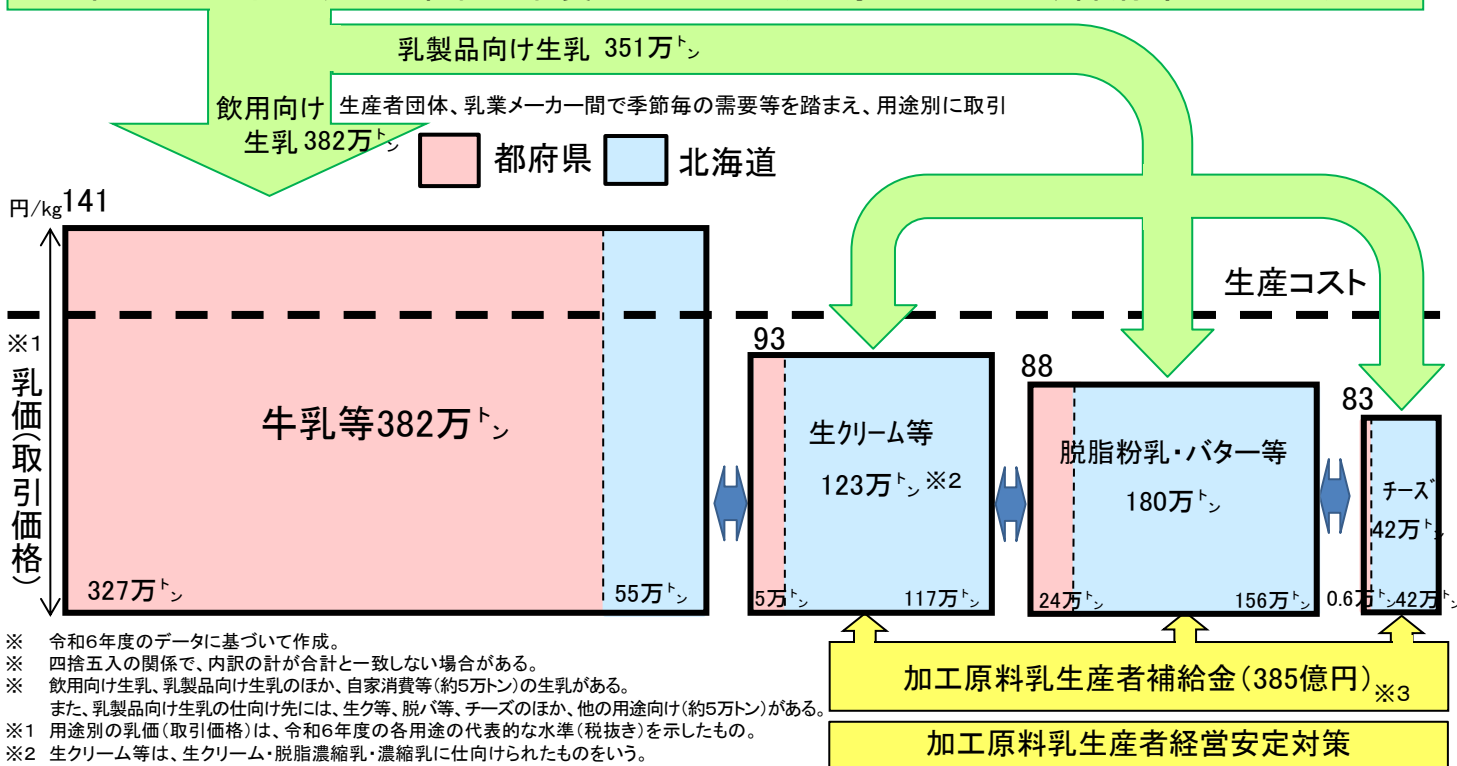 乳製品向け生乳 351万㌧
飲用向け
生乳 382万㌧
生産者団体、乳業メーカー間で季節毎の需要等を踏まえ、用途別に取引
都府県
北海道
円/kg
141
生産コスト
※1
乳価(取引価格)
93
88
83
牛乳等382万㌧
生クリーム等
123万㌧ ※2
脱脂粉乳・バター等
180万㌧
チーズ
42万㌧
327万㌧
55万㌧
5万㌧
117万㌧
24万㌧
156万㌧
0.6万㌧
42万㌧
※ 令和6年度のデータに基づいて作成。
※ 四捨五入の関係で、内訳の計が合計と一致しない場合がある。
※ 飲用向け生乳、乳製品向け生乳のほか、自家消費等(約5万トン)の生乳がある。
また、乳製品向け生乳の仕向け先には、生ク等、脱バ等、チーズのほか、他の用途向け(約5万トン)がある。
※1 用途別の乳価(取引価格)は、令和6年度の各用途の代表的な水準(税抜き)を示したもの。
※2 生クリーム等は、生クリーム・脱脂濃縮乳・濃縮乳に仕向けられたものをいう。
加工原料乳生産者補給金(385億円)※3
加工原料乳生産者経営安定対策